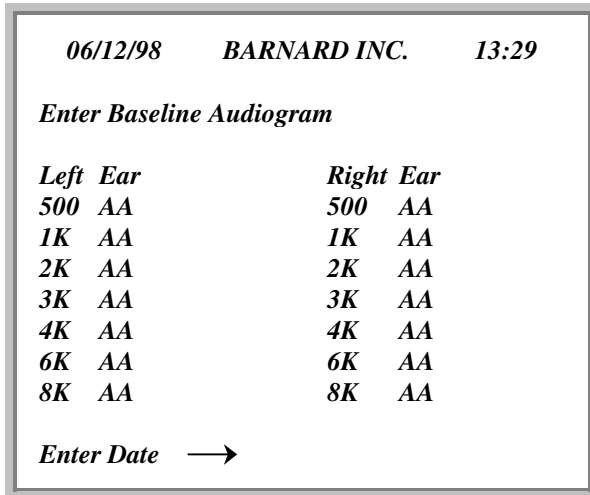 06/12/98 BARNARD INC. 13:29
Enter Baseline Audiogram
Left Ear Right Ear
500 AA 500 AA
1K AA 1K AA
2K AA 2K AA
3K AA 3K AA
4K AA 4K AA
6K AA 6K AA
8K AA 8K AA
Enter Date →